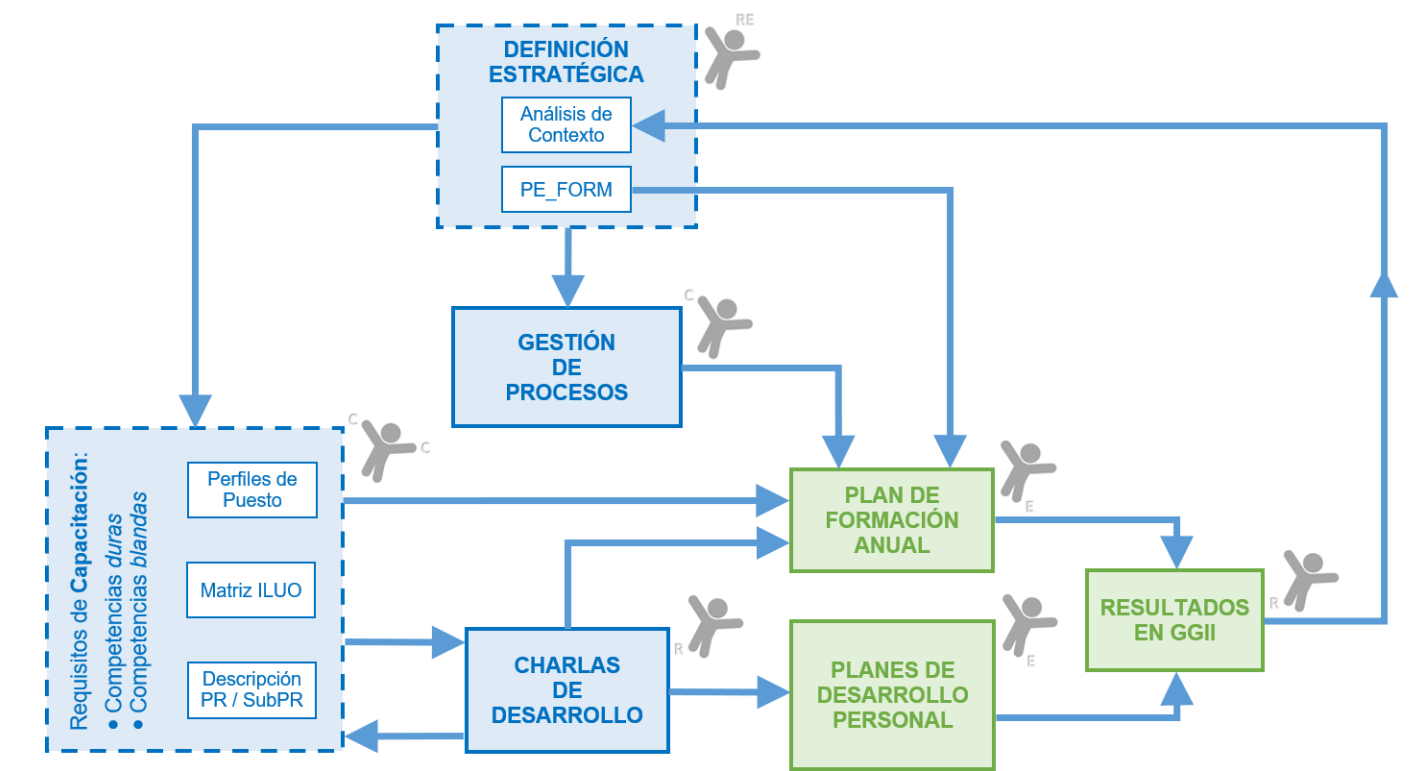 RE
DEFINICIÓN
ESTRATÉGICA
Análisis de
Contexto
PE_FORM
C
GESTIÓN
DE
PROCESOS
C
C
Requisitos de Capacitación:
• Competencias duras
• Competencias blandas
Perfiles de
Puesto
Matriz ILUO
Descripción
PR / SubPR
PLAN DE
FORMACIÓN
ANUAL
E
R
CHARLAS
DE
DESARROLLO
PLANES DE
DESARROLLO
PERSONAL
E
RESULTADOS
EN GGII
R